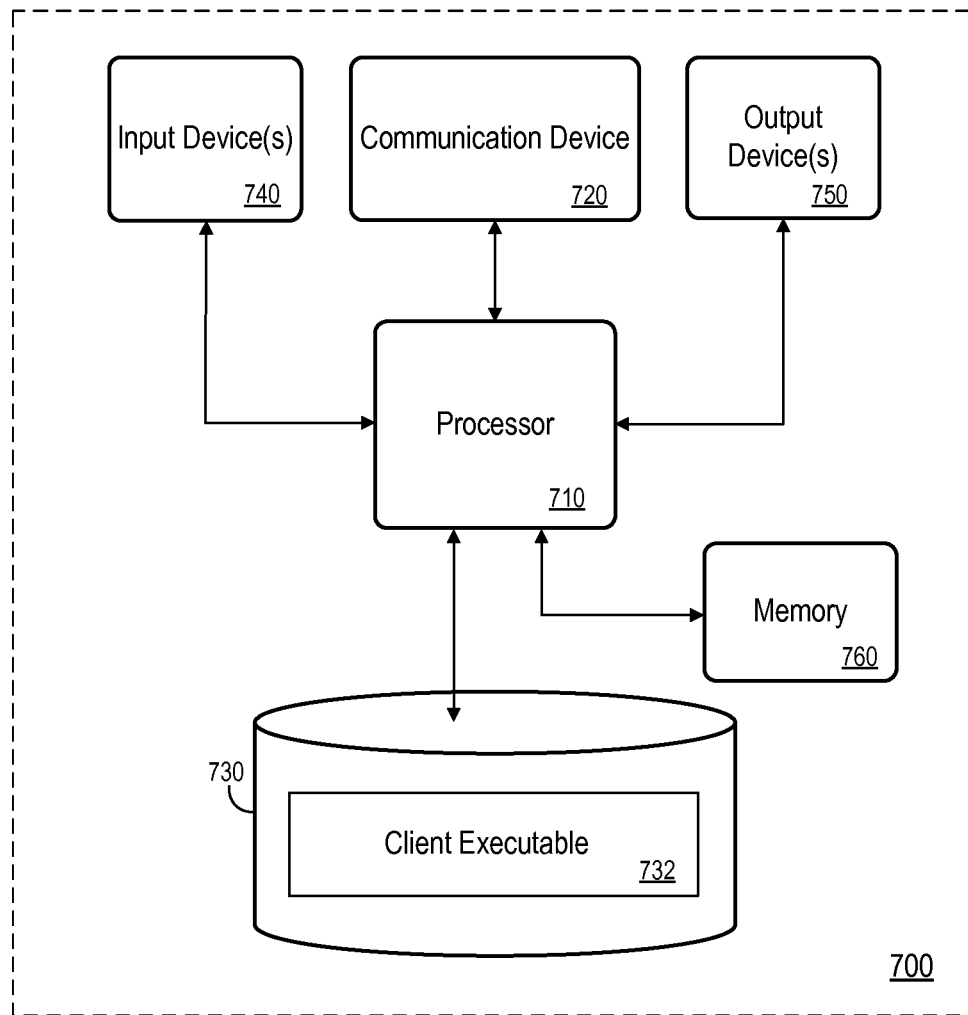 Input Device(s)
740
Communication Device
720
Output
Device(s)
750
Processor
710
Memory
760
730
Client Executable
732
700